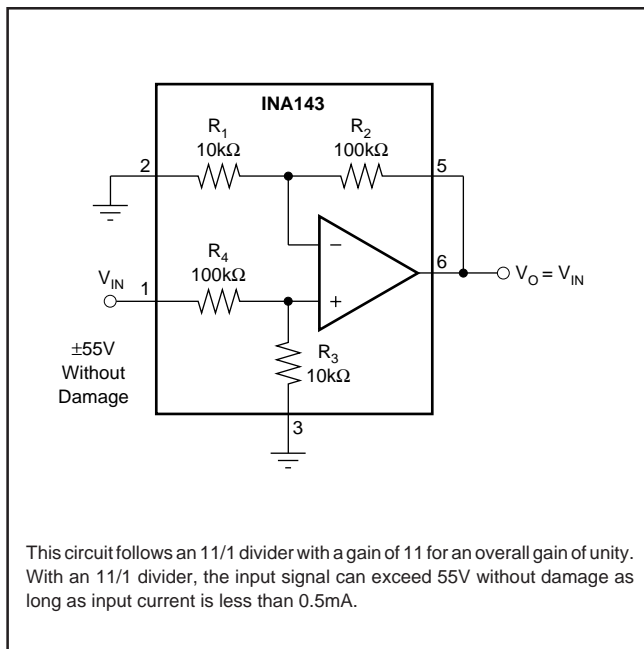 INA143
R1
10kΩ
R2
100kΩ
2
5
R4
100kΩ
VIN
1
−
+
6
VO = VIN
±55V
Without
Damage
R3
10kΩ
3
This circuit follows an 11/1 divider with a gain of 11 for an overall gain of unity.
With an 11/1 divider, the input signal can exceed 55V without damage as
long as input current is less than 0.5mA.